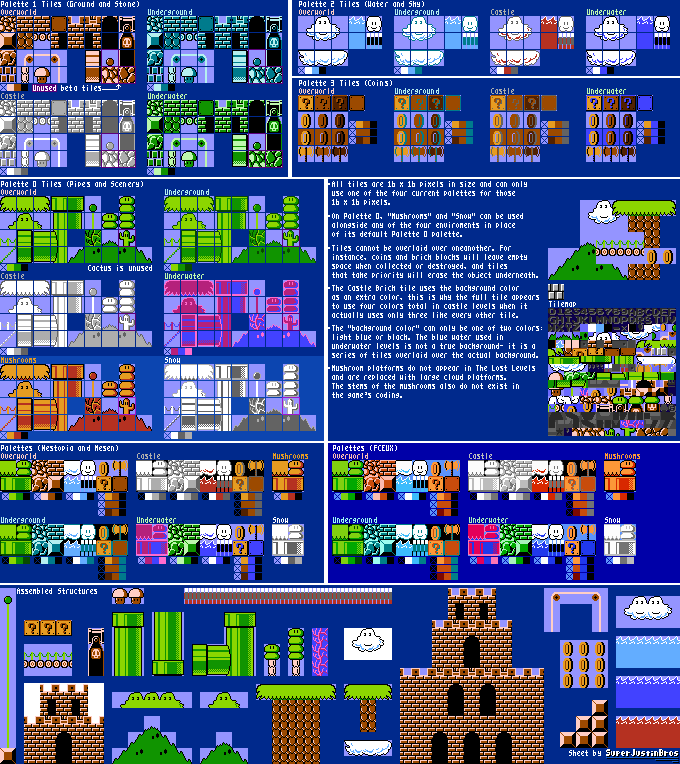 Palette 1 Tiles (Ground and Stone)
Overworld
Underground
Unused beta tiles
Castle
Underwater
Palette 2 Tiles (Water and Sky)
Overworld
Underground
Castle
Underwater
Palette 3 Tiles (Coins)
Overworld
Underground
Castle
Underwater
Palette 0 Tiles (Pipes and Scenery)
Overworld
Underground
Cactus is unused
Castle
Underwater
Mushrooms
Snow
•All tiles are 16 x 16 pixels in size and can only
use one of the four current palettes for those
16 x 16 pixels.
•On Palette 0, "Mushrooms" and "Snow" can be used
alongside any of the four enviroments in place
of its default Palette 0 palette.
•Tiles cannot be overlaid over oneanother. For
instance, coins and brick blocks will leave empty
space when collected or destroyed, and tiles
that take priority will erase the object underneath.
•The Castle Brick tile uses the background color
as an extra color, this is why the full tile appears
to use four colors total in castle levels when it
actually uses only three like every other tile.
•The "background color" can only be one of two colors:
light blue or black. The blue water used in
underwater levels is not a true background- it is a
series of tiles overlaid over the actual background.
•Mushroom platforms do not appear in The Lost Levels
and are replaced with large cloud platforms.
The stems of the mushrooms also do not exist in
the game's coding.
Tilemap
Palettes (Nestopia and Mesen)
Overworld
Castle
Mushrooms
Underground
Underwater
Snow
Palettes (FCEUX)
Overworld
Castle
Mushrooms
Underground
Underwater
Snow
Assembled Structures
Sheet by SuperJustinBros